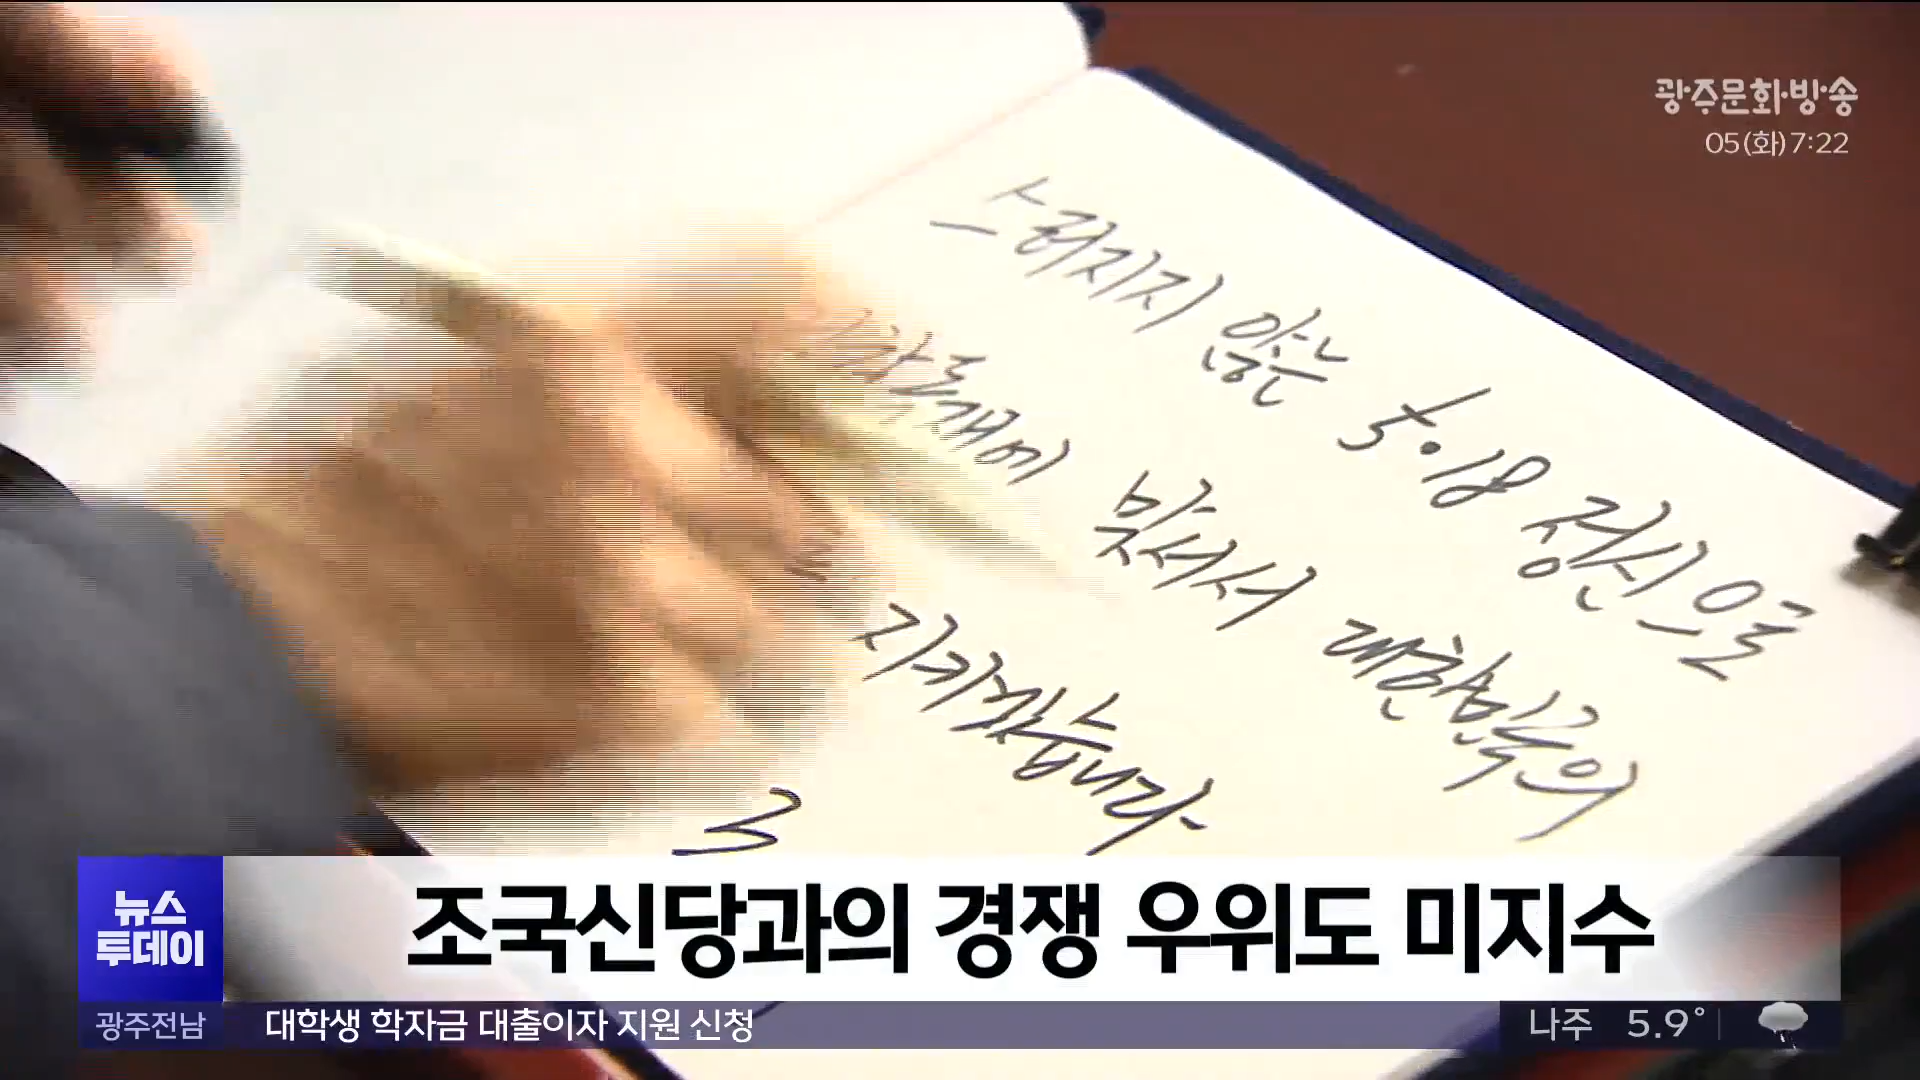 광주문화방송
05(화)7:22
스러지지 않는 5·18 정신으로
맞서서 대한민국의
지키겠습니다
3
뉴스
투데이
조국신당과의 경쟁 우위도 미지수
광주전남 대학생 학자금 대출이자 지원 신청 나주 5.9°